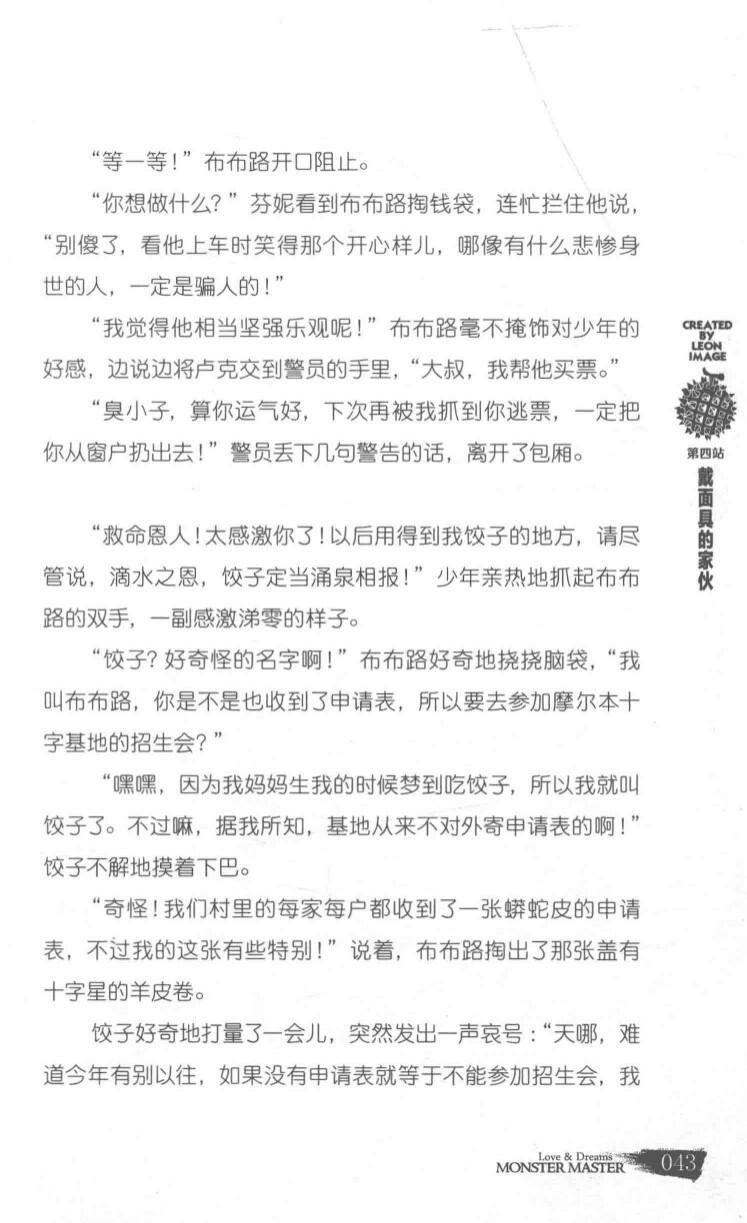 “等一等！”布布路开口阻止。
“你想做什么？”芬妮看到布布路掏钱袋，连忙拦住他说，
“别傻了，看他上车时笑得那个开心样儿，哪像有什么悲惨身
世的人，一定是骗人的！”
“我觉得他相当坚强乐观呢！”布布路毫不掩饰对少年的
好感，边说边将卢克交到警员的手里，“大叔，我帮他买票。”
“臭小子，算你运气好，下次再被我抓到你逃票，一定把
你从窗户扔出去！”警员丢下几句警告的话，离开了包厢。
“救命恩人！太感激你了！以后用得到我饺子的地方，请尽
管说，滴水之恩，饺子定当涌泉相报！”少年亲热地抓起布布
路的双手，一副感激涕零的样子。
“饺子？好奇怪的名字啊！”布布路好奇地挠挠脑袋，“我
叫布布路，你是不是也收到了申请表，所以要去参加摩尔本十
字基地的招生会？”
“嘿嘿，因为我妈妈生我的时候梦到吃饺子，所以我就叫
饺子了。不过嘛，据我所知，基地从来不对外寄申请表的啊！”
饺子不解地摸着下巴。
“奇怪！我们村里的每家每户都收到了一张蟒蛇皮的申请
表，不过我的这张有些特别！”说着，布布路掏出了那张盖有
十字星的羊皮卷。
饺子好奇地打量了一会儿，突然发出一声哀号：“天哪，难
道今年有别以往，如果没有申请表就等于不能参加招生会，我
CREATED
BY
LEON
IMAGE
第四站
戴面具的家伙
Love & Dreams
MONSTER MASTER
043